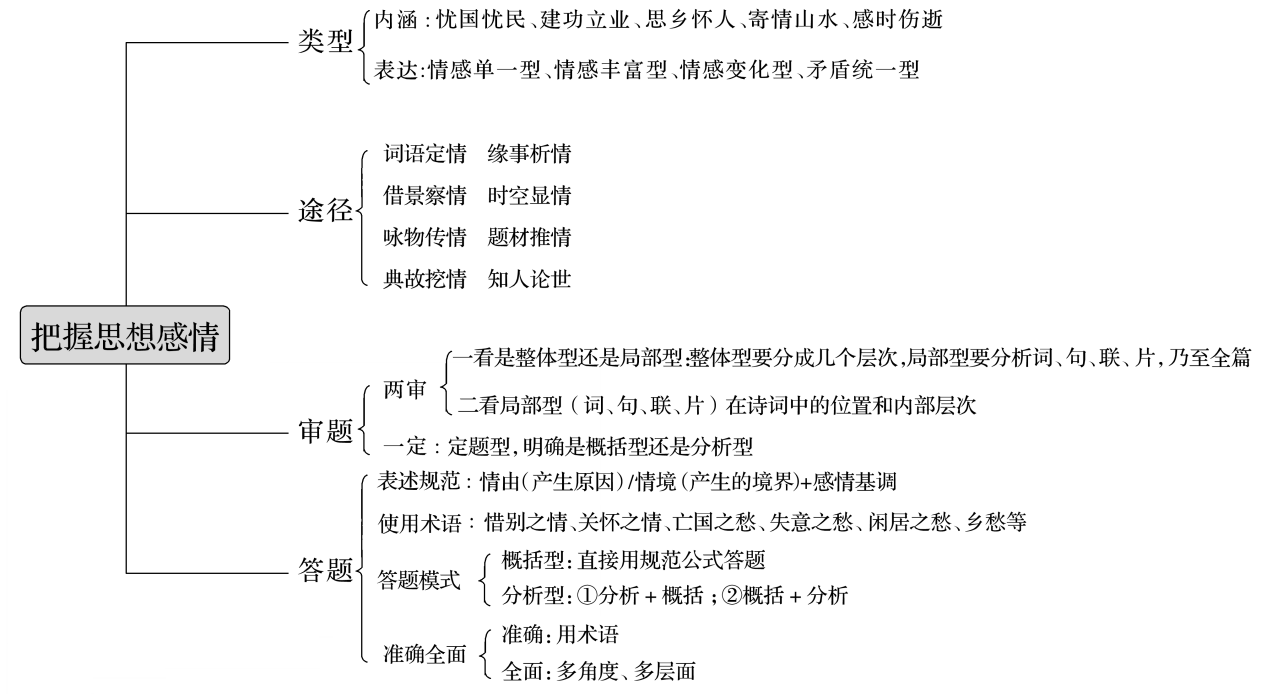 类型
内涵：忧国忧民、建功立业、思乡怀人、寄情山水、感时伤逝
表达:情感单一型、情感丰富型、情感变化型、矛盾统一型
途径
词语定情 缘事析情
借景察情 时空显情
咏物传情 题材推情
典故挖情 知人论世
把握思想感情
审题
两审
一看是整体型还是局部型:整体型要分成几个层次,局部型要分析词、句、联、片,乃至全篇
二看局部型（词、句、联、片）在诗词中的位置和内部层次
一定：定题型,明确是概括型还是分析型
答题
表述规范：情由(产生原因)/情境(产生的境界)+感情基调
使用术语：惜别之情、关怀之情、亡国之愁、失意之愁、闲居之愁、乡愁等
答题模式
概括型：直接用规范公式答题
分析型：①分析+概括；②概括+分析
准确全面
准确：用术语
全面：多角度、多层面